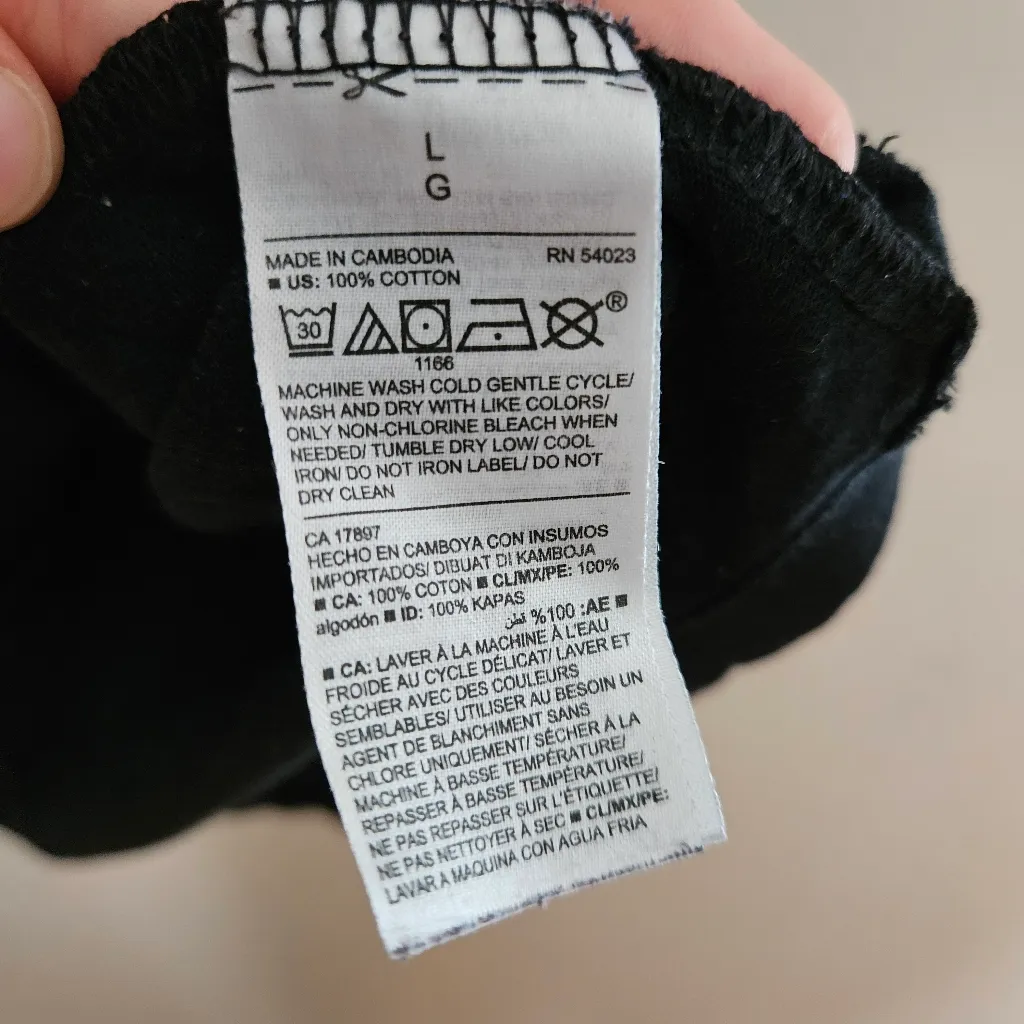 L
G
MADE IN CAMBODIA RN 54023
■ US: 100% COTTON
30
®
1166
MACHINE WASH COLD GENTLE CYCLE/
WASH AND DRY WITH LIKE COLORS/
ONLY NON-CHLORINE BLEACH WHEN
NEEDED/ TUMBLE DRY LOW/ COOL
IRON/ DO NOT IRON LABEL/ DO NOT
DRY CLEAN
CA 17897
HECHO EN CAMBOYA CON INSUMOS
IMPORTADOS/ DIBUAT DI KAMBOJA
■ CA: 100% COTON ■ CL/MX/PE: 100%
algodón ■ ID: 100% KAPAS
■ AE: 100% قطن
■ CA: LAVER À LA MACHINE À L'EAU
FROIDE AU CYCLE DÉLICAT/ LAVER ET
SÉCHER AVEC DES COULEURS
SEMBLABLES/ UTILISER AU BESOIN UN
AGENT DE BLANCHIMENT SANS
CHLORE UNIQUEMENT/ SÉCHER À LA
MACHINE À BASSE TEMPÉRATURE/
REPASSER À BASSE TEMPÉRATURE/
NE PAS REPASSER SUR L'ÉTIQUETTE/
NE PAS NETTOYER À SEC ■ CL/MX/PE:
LAVAR A MAQUINA CON AGUA FRIA